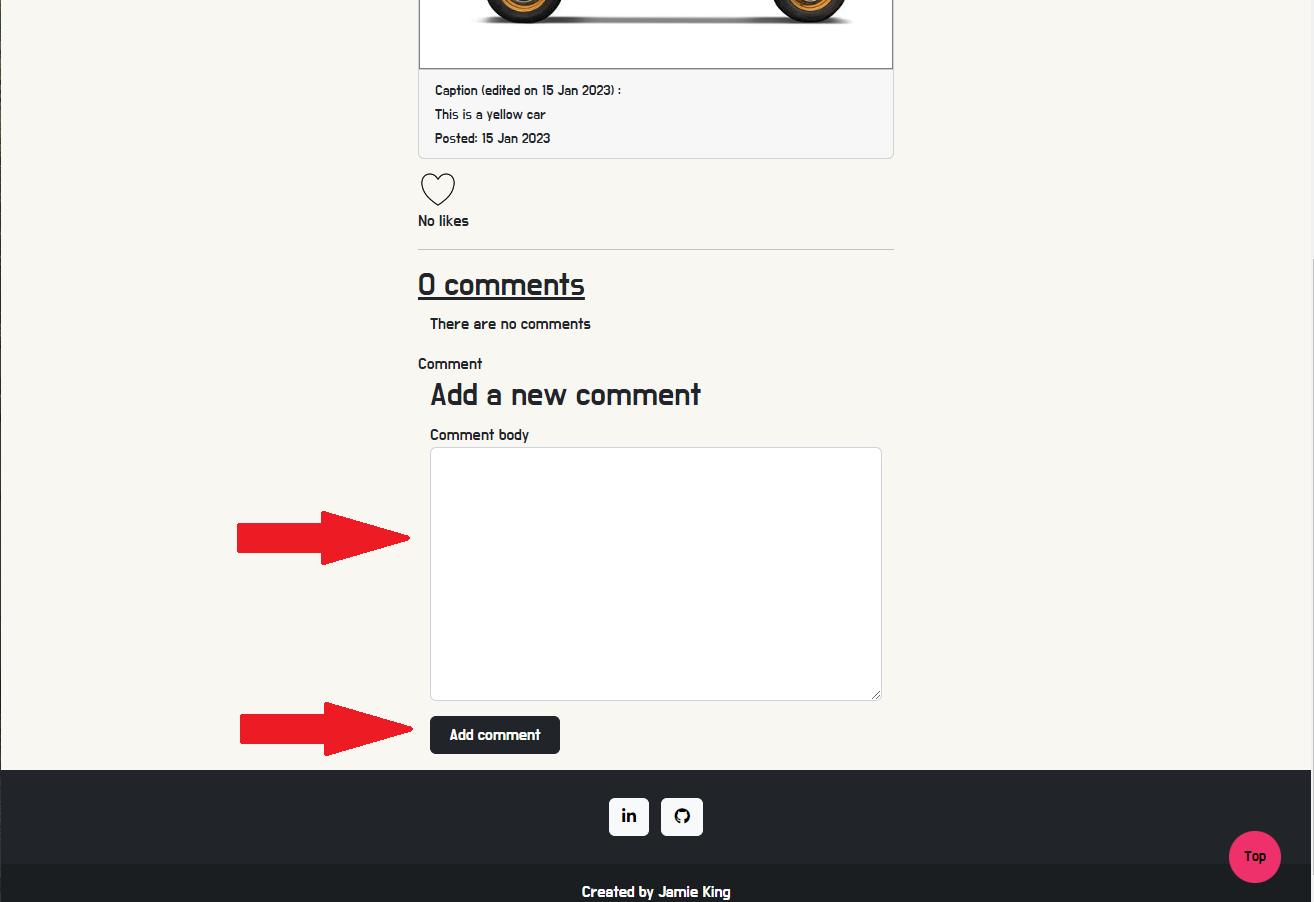 Caption (edited on 15 Jan 2023) :
This is a yellow car
Posted: 15 Jan 2023
No likes
0 comments
There are no comments
Comment
Add a new comment
Comment body
Add comment
in
Top
Created by Jamie King